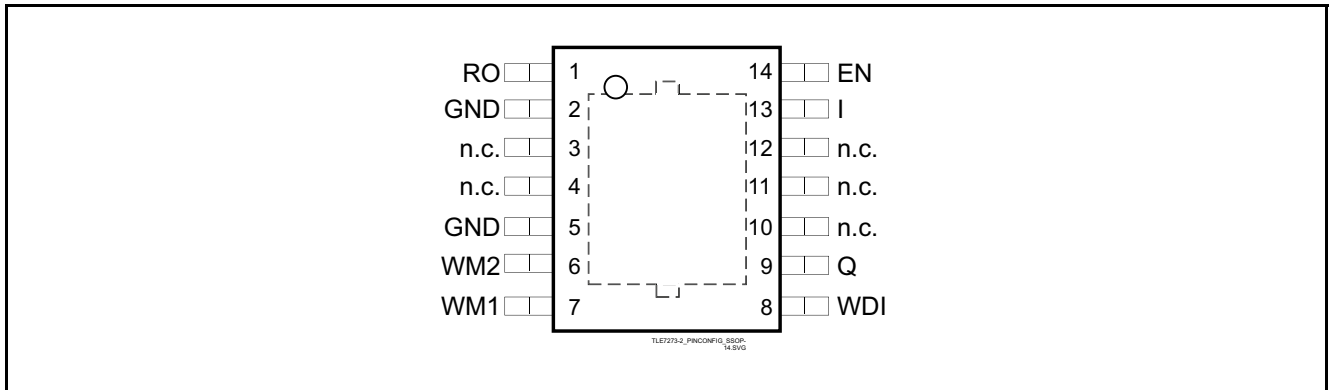 RO 1 14 EN
GND 2 13 I
n.c. 3 12 n.c.
n.c. 4 11 n.c.
GND 5 10 n.c.
WM2 6 9 Q
WM1 7 8 WDI
TLE7273-2_PINCONFIG_SSOP-
14.SVG